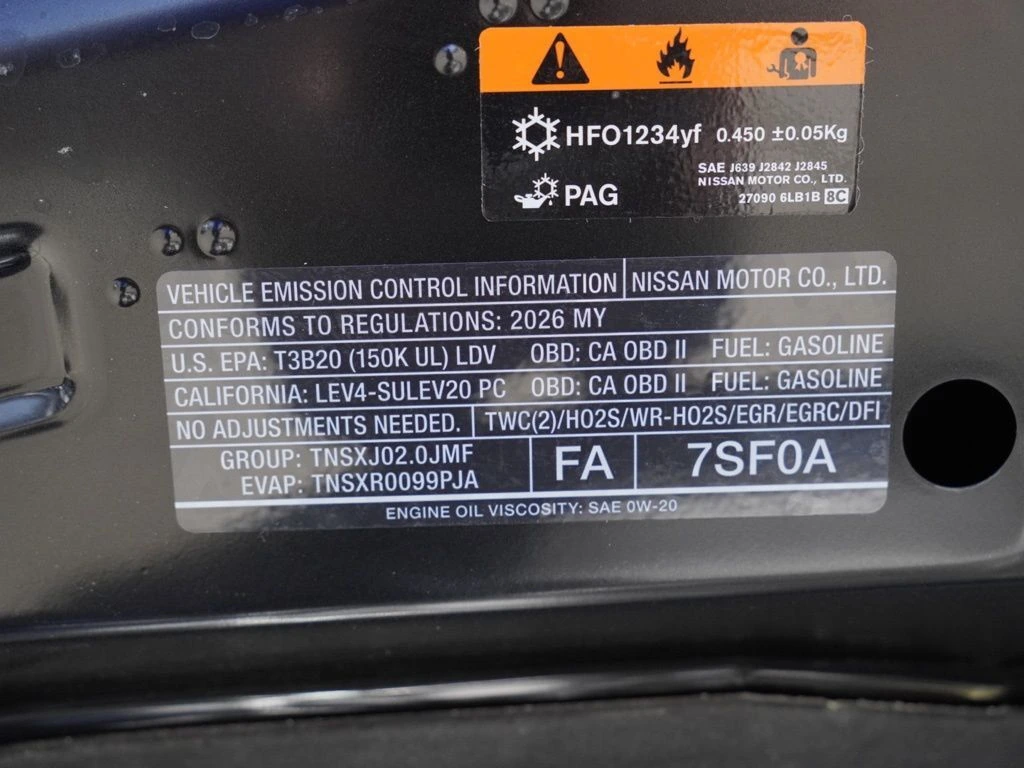 HFO1234yf 0.450 ±0.05Kg
SAE J639 J2842 J2845
NISSAN MOTOR CO., LTD.
PAG
27090 6LB1B 8C
VEHICLE EMISSION CONTROL INFORMATION NISSAN MOTOR CO., LTD.
CONFORMS TO REGULATIONS: 2026 MY
U.S. EPA: T3B20 (150K UL) LDV OBD: CA OBD II FUEL: GASOLINE
CALIFORNIA: LEV4-SULEV20 PC OBD: CA OBD II FUEL: GASOLINE
NO ADJUSTMENTS NEEDED. TWC(2)/HO2S/WR-HO2S/EGR/EGRC/DFI
GROUP: TNSXJ02.0JMF
EVAP: TNSXR0099PJA
FA
7SF0A
ENGINE OIL VISCOSITY: SAE 0W-20